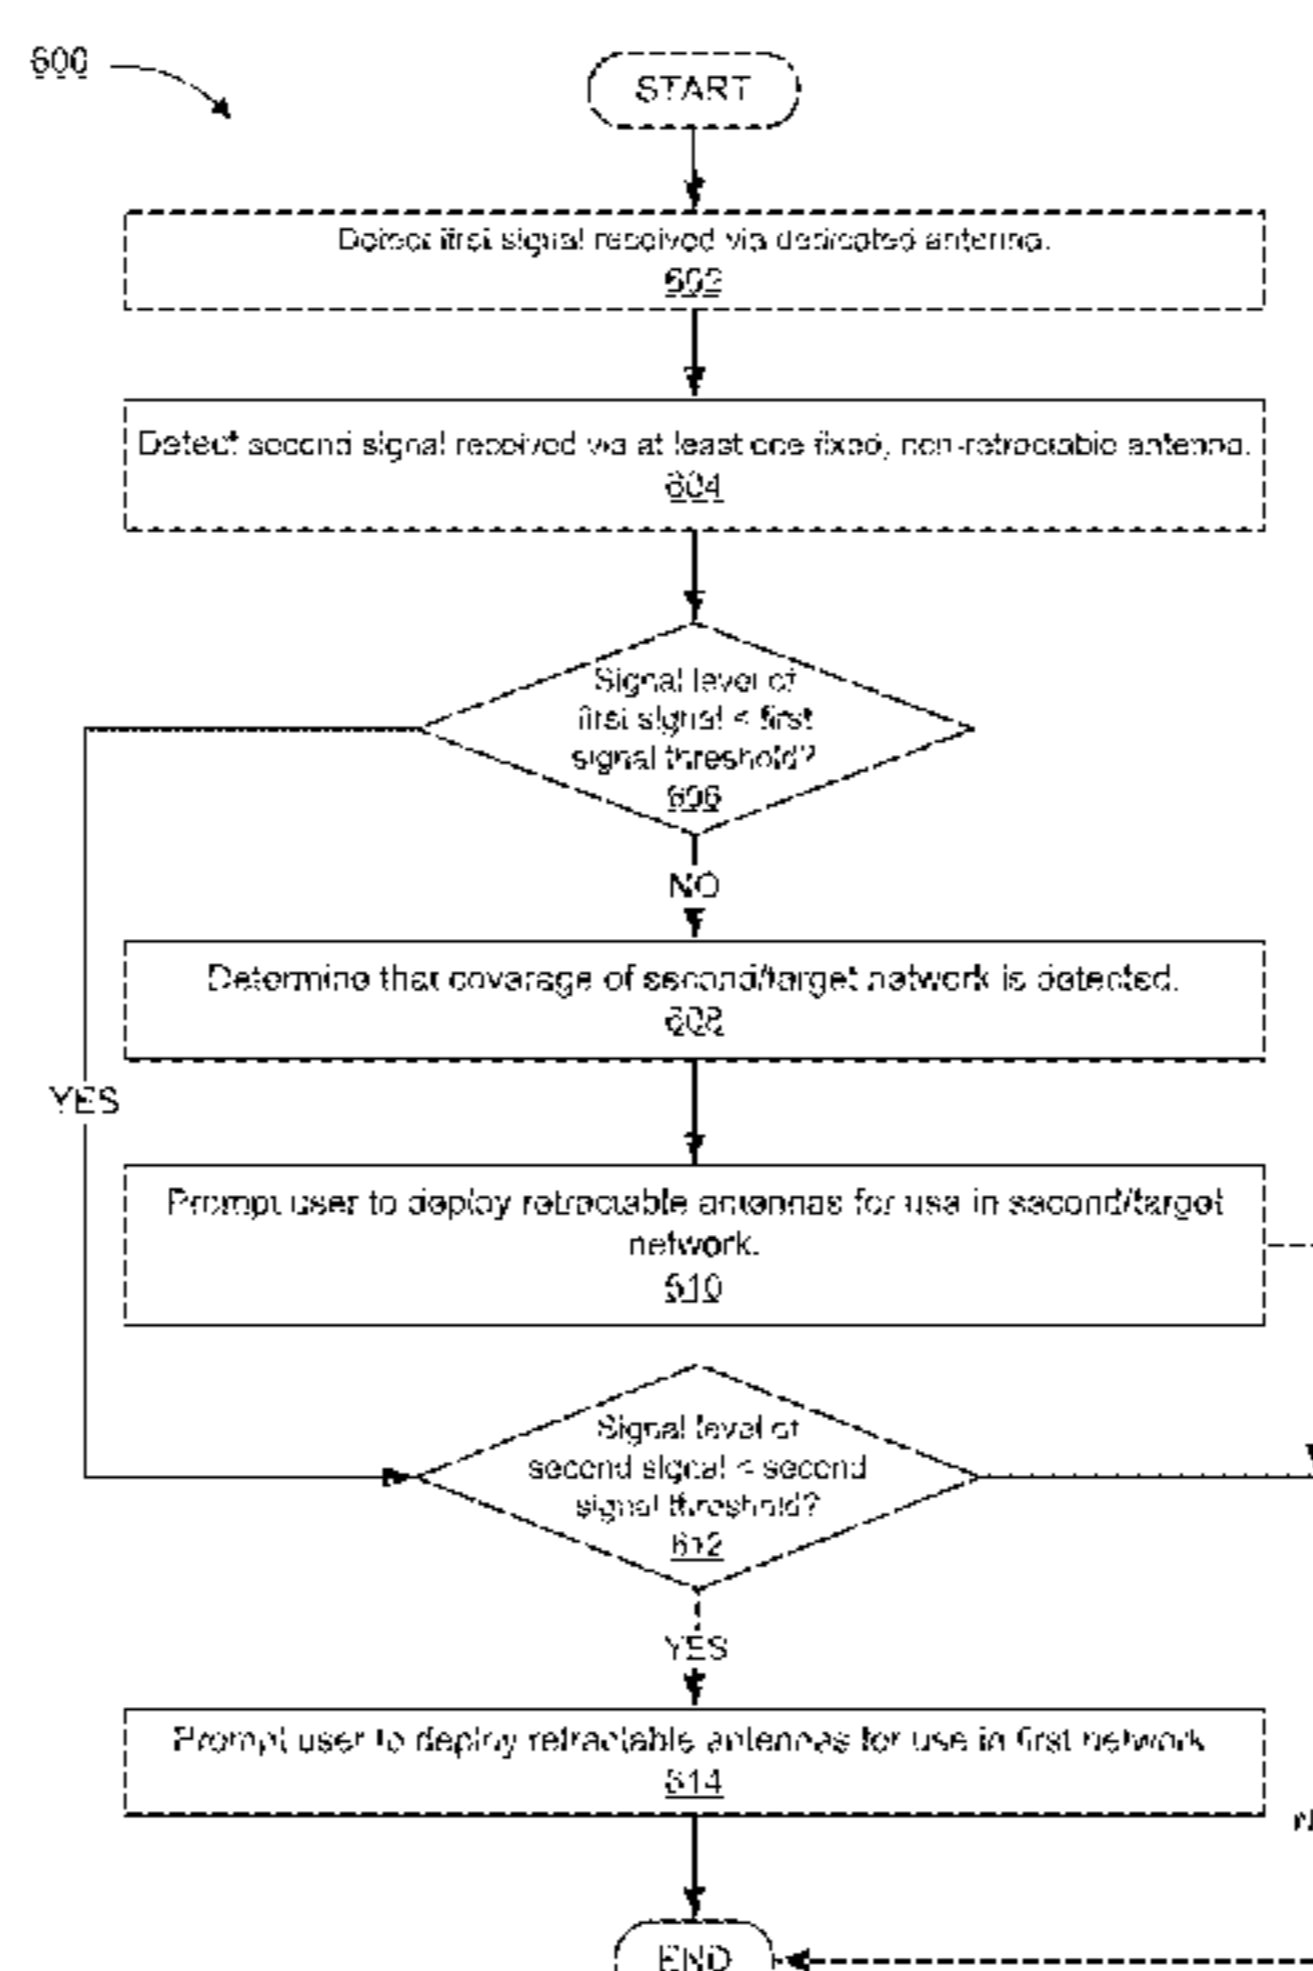 600
START
Detect first signal received via dedicated antenna.
602
Detect second signal received via at least one fixed, non-retractable antenna.
604
Signal level of
first signal < first
signal threshold?
606
NO
Determine that coverage of second/target network is detected.
608
YES
Prompt user to deploy retractable antennas for use in second/target
network.
610
Signal level of
second signal < second
signal threshold?
612
YES
Prompt user to deploy retractable antennas for use in first network
614
END